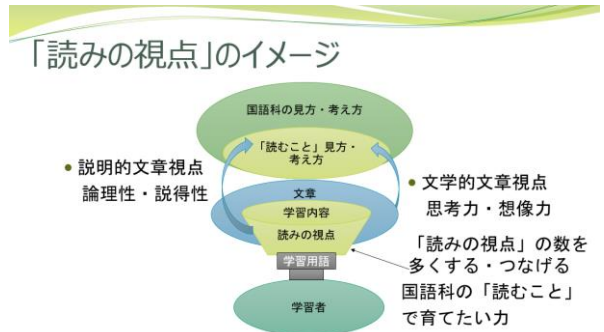 「読みの視点」のイメージ
国語科の見方・考え方
「読むこと」見方・
考え方
• 説明的文章視点
論理性・説得性
文章
学習内容
読みの視点
学習用語
学習者
• 文学的文章視点
思考力・想像力
「読みの視点」の数を
多くする・つなげる
国語科の「読むこと」
で育てたい力